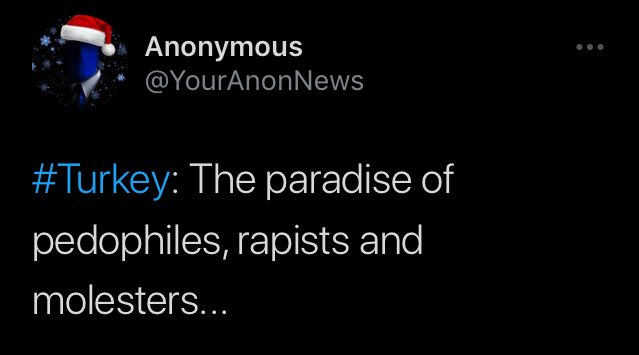 Anonymous
@YourAnonNews
#Turkey: The paradise of
pedophiles, rapists and
molesters...